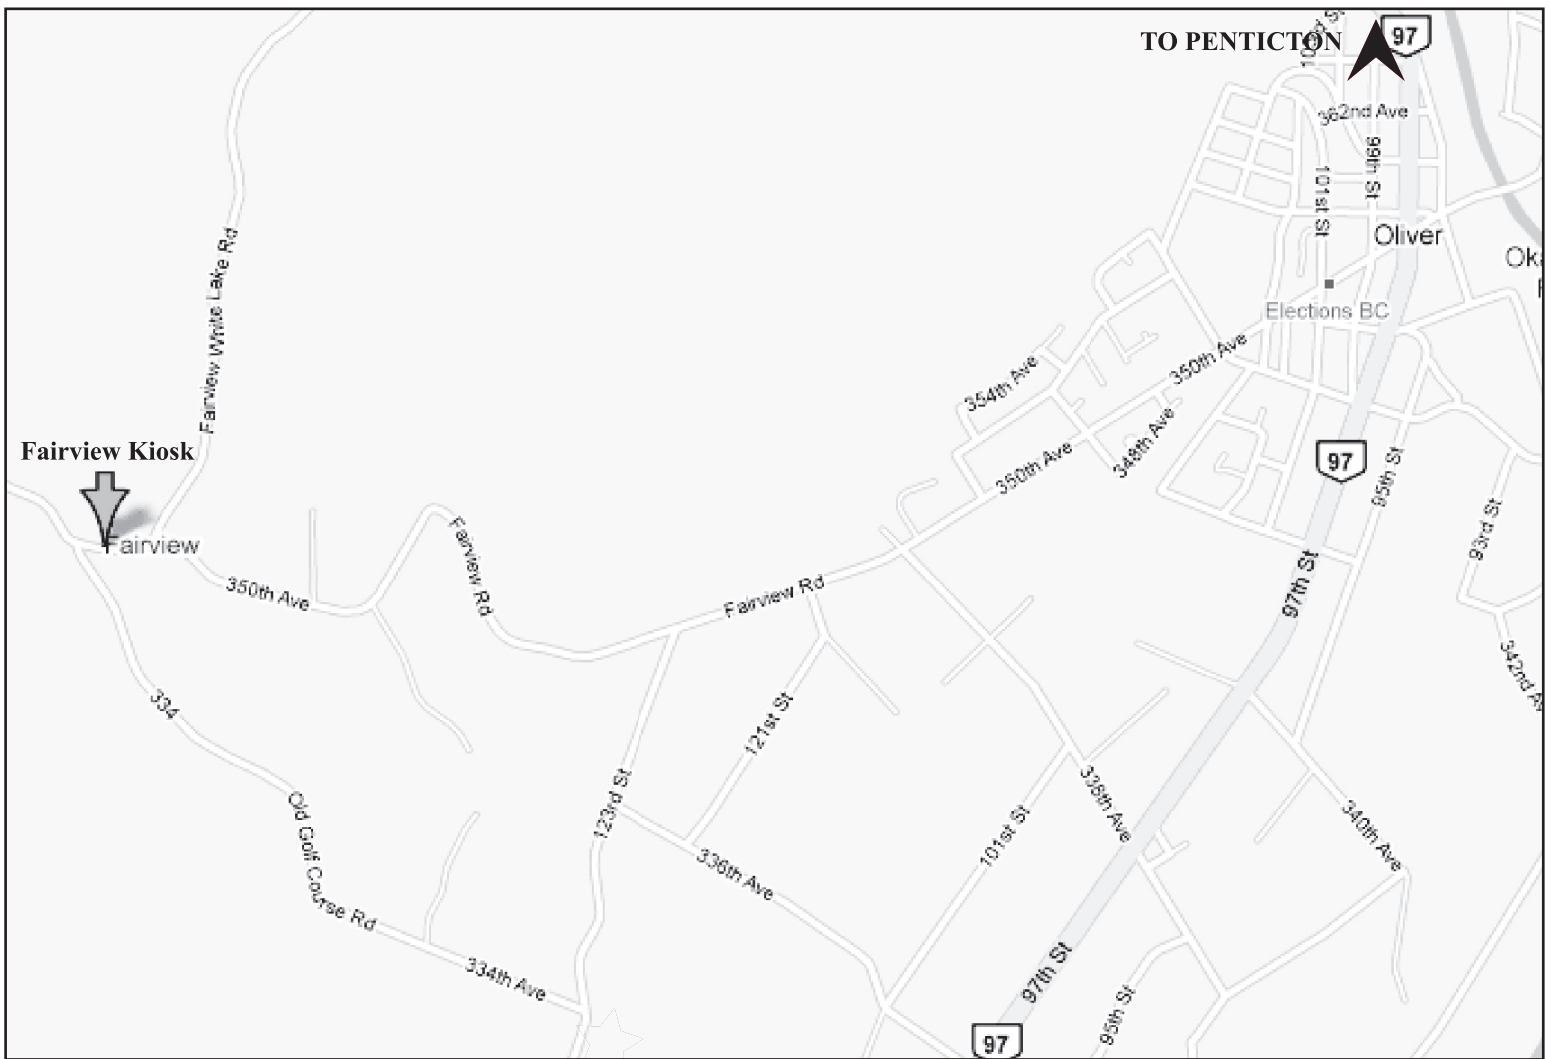 TO PENTICTON
97
103rd St
362nd Ave
99th St
101st St
Oliver
Elections BC
Fairview White Lake Rd
350th Ave
354th Ave
348th Ave
350th Ave
Fairview Kiosk
Fairview
97
95th St
93rd St
Fairview Rd
350th Ave
Fairview Rd
97th St
342nd Av
334
121st St
123rd St
338th Ave
340th Ave
Old Golf Course Rd
101st St
336th Ave
334th Ave
97th St
95th St
97